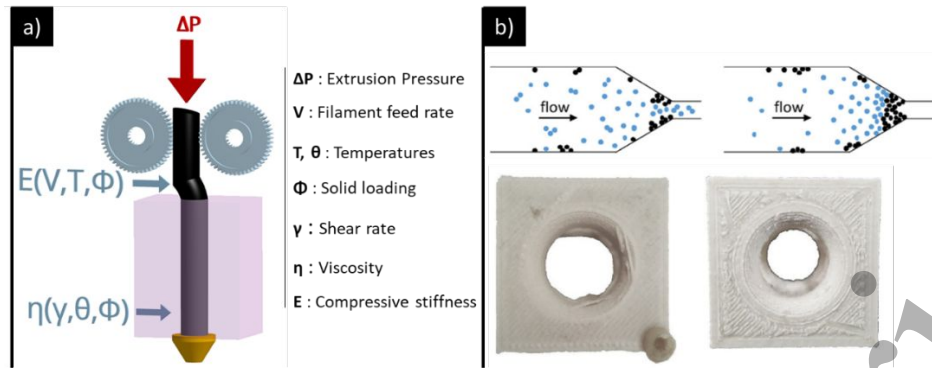 a)
ΔP
E(V,T,Φ)
η(γ,θ,Φ)
ΔP : Extrusion Pressure
V : Filament feed rate
T, θ : Temperatures
Φ : Solid loading
γ : Shear rate
η : Viscosity
E : Compressive stiffness
b)
flow
flow